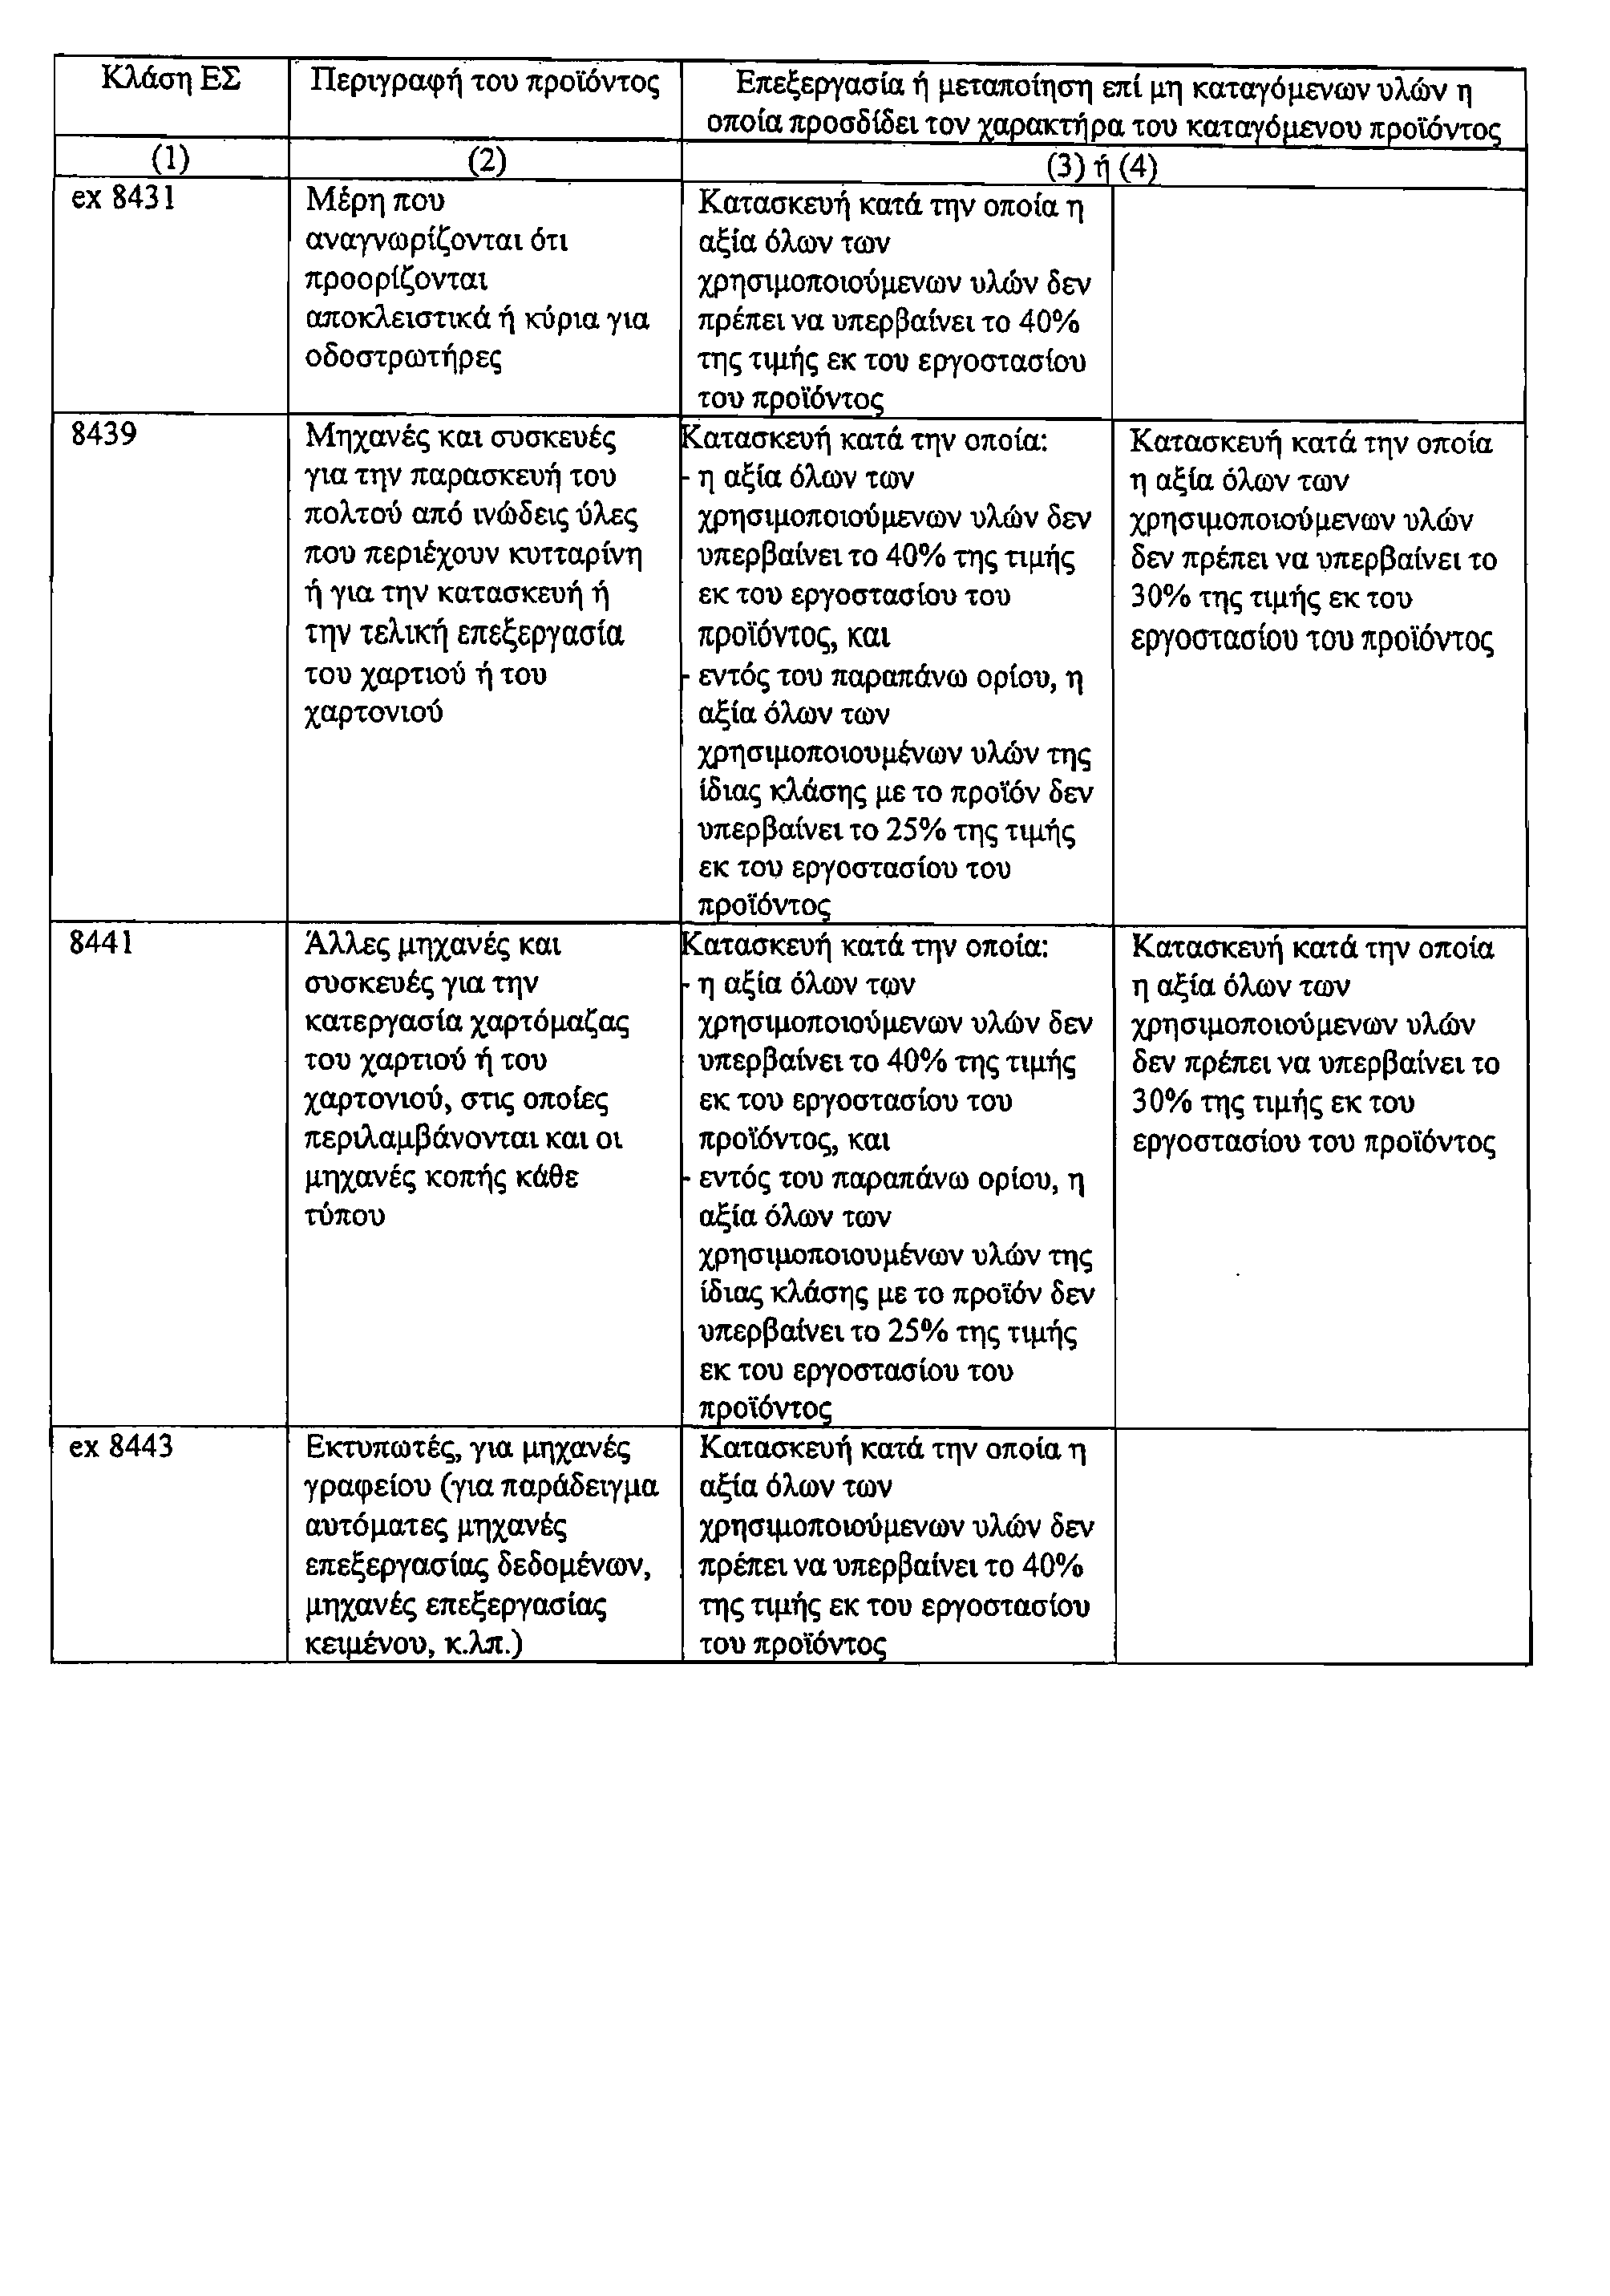 Κλάση ΕΣ
Περιγραφή του προϊόντος
Επεξεργασία ή μεταποίηση επί μη καταγόμενων υλών η
οποία προσδίδει τον χαρακτήρα του καταγόμενου προϊόντος
(1)
(2)
(3) ή (4)
ex 8431
Μέρη που
αναγνωρίζονται ότι
προορίζονται
αποκλειστικά ή κύρια για
οδοστρωτήρες
Κατασκευή κατά την οποία η
αξία όλων των
χρησιμοποιούμενων υλών δεν
πρέπει να υπερβαίνει το 40%
της τιμής εκ του εργοστασίου
του προϊόντος
8439
Μηχανές και συσκευές
για την παρασκευή του
πολτού από ινώδεις ύλες
που περιέχουν κυτταρίνη
ή για την κατασκευή ή
την τελική επεξεργασία
του χαρτιού ή του
χαρτονιού
Κατασκευή κατά την οποία:
- η αξία όλων των
χρησιμοποιούμενων υλών δεν
υπερβαίνει το 40% της τιμής
εκ του εργοστασίου του
προϊόντος, και
- εντός του παραπάνω ορίου, η
αξία όλων των
χρησιμοποιουμένων υλών της
ίδιας κλάσης με το προϊόν δεν
υπερβαίνει το 25% της τιμής
εκ του εργοστασίου του
προϊόντος
Κατασκευή κατά την οποία
η αξία όλων των
χρησιμοποιούμενων υλών
δεν πρέπει να υπερβαίνει το
30% της τιμής εκ του
εργοστασίου του προϊόντος
8441
Άλλες μηχανές και
συσκευές για την
κατεργασία χαρτόμαζας
του χαρτιού ή του
χαρτονιού, στις οποίες
περιλαμβάνονται και οι
μηχανές κοπής κάθε
τύπου
Κατασκευή κατά την οποία:
- η αξία όλων των
χρησιμοποιούμενων υλών δεν
υπερβαίνει το 40% της τιμής
εκ του εργοστασίου του
προϊόντος, και
- εντός του παραπάνω ορίου, η
αξία όλων των
χρησιμοποιουμένων υλών της
ίδιας κλάσης με το προϊόν δεν
υπερβαίνει το 25% της τιμής
εκ του εργοστασίου του
προϊόντος
Κατασκευή κατά την οποία
η αξία όλων των
χρησιμοποιούμενων υλών
δεν πρέπει να υπερβαίνει το
30% της τιμής εκ του
εργοστασίου του προϊόντος
ex 8443
Εκτυπωτές, για μηχανές
γραφείου (για παράδειγμα
αυτόματες μηχανές
επεξεργασίας δεδομένων,
μηχανές επεξεργασίας
κειμένου, κ.λπ.)
Κατασκευή κατά την οποία η
αξία όλων των
χρησιμοποιούμενων υλών δεν
πρέπει να υπερβαίνει το 40%
της τιμής εκ του εργοστασίου
του προϊόντος